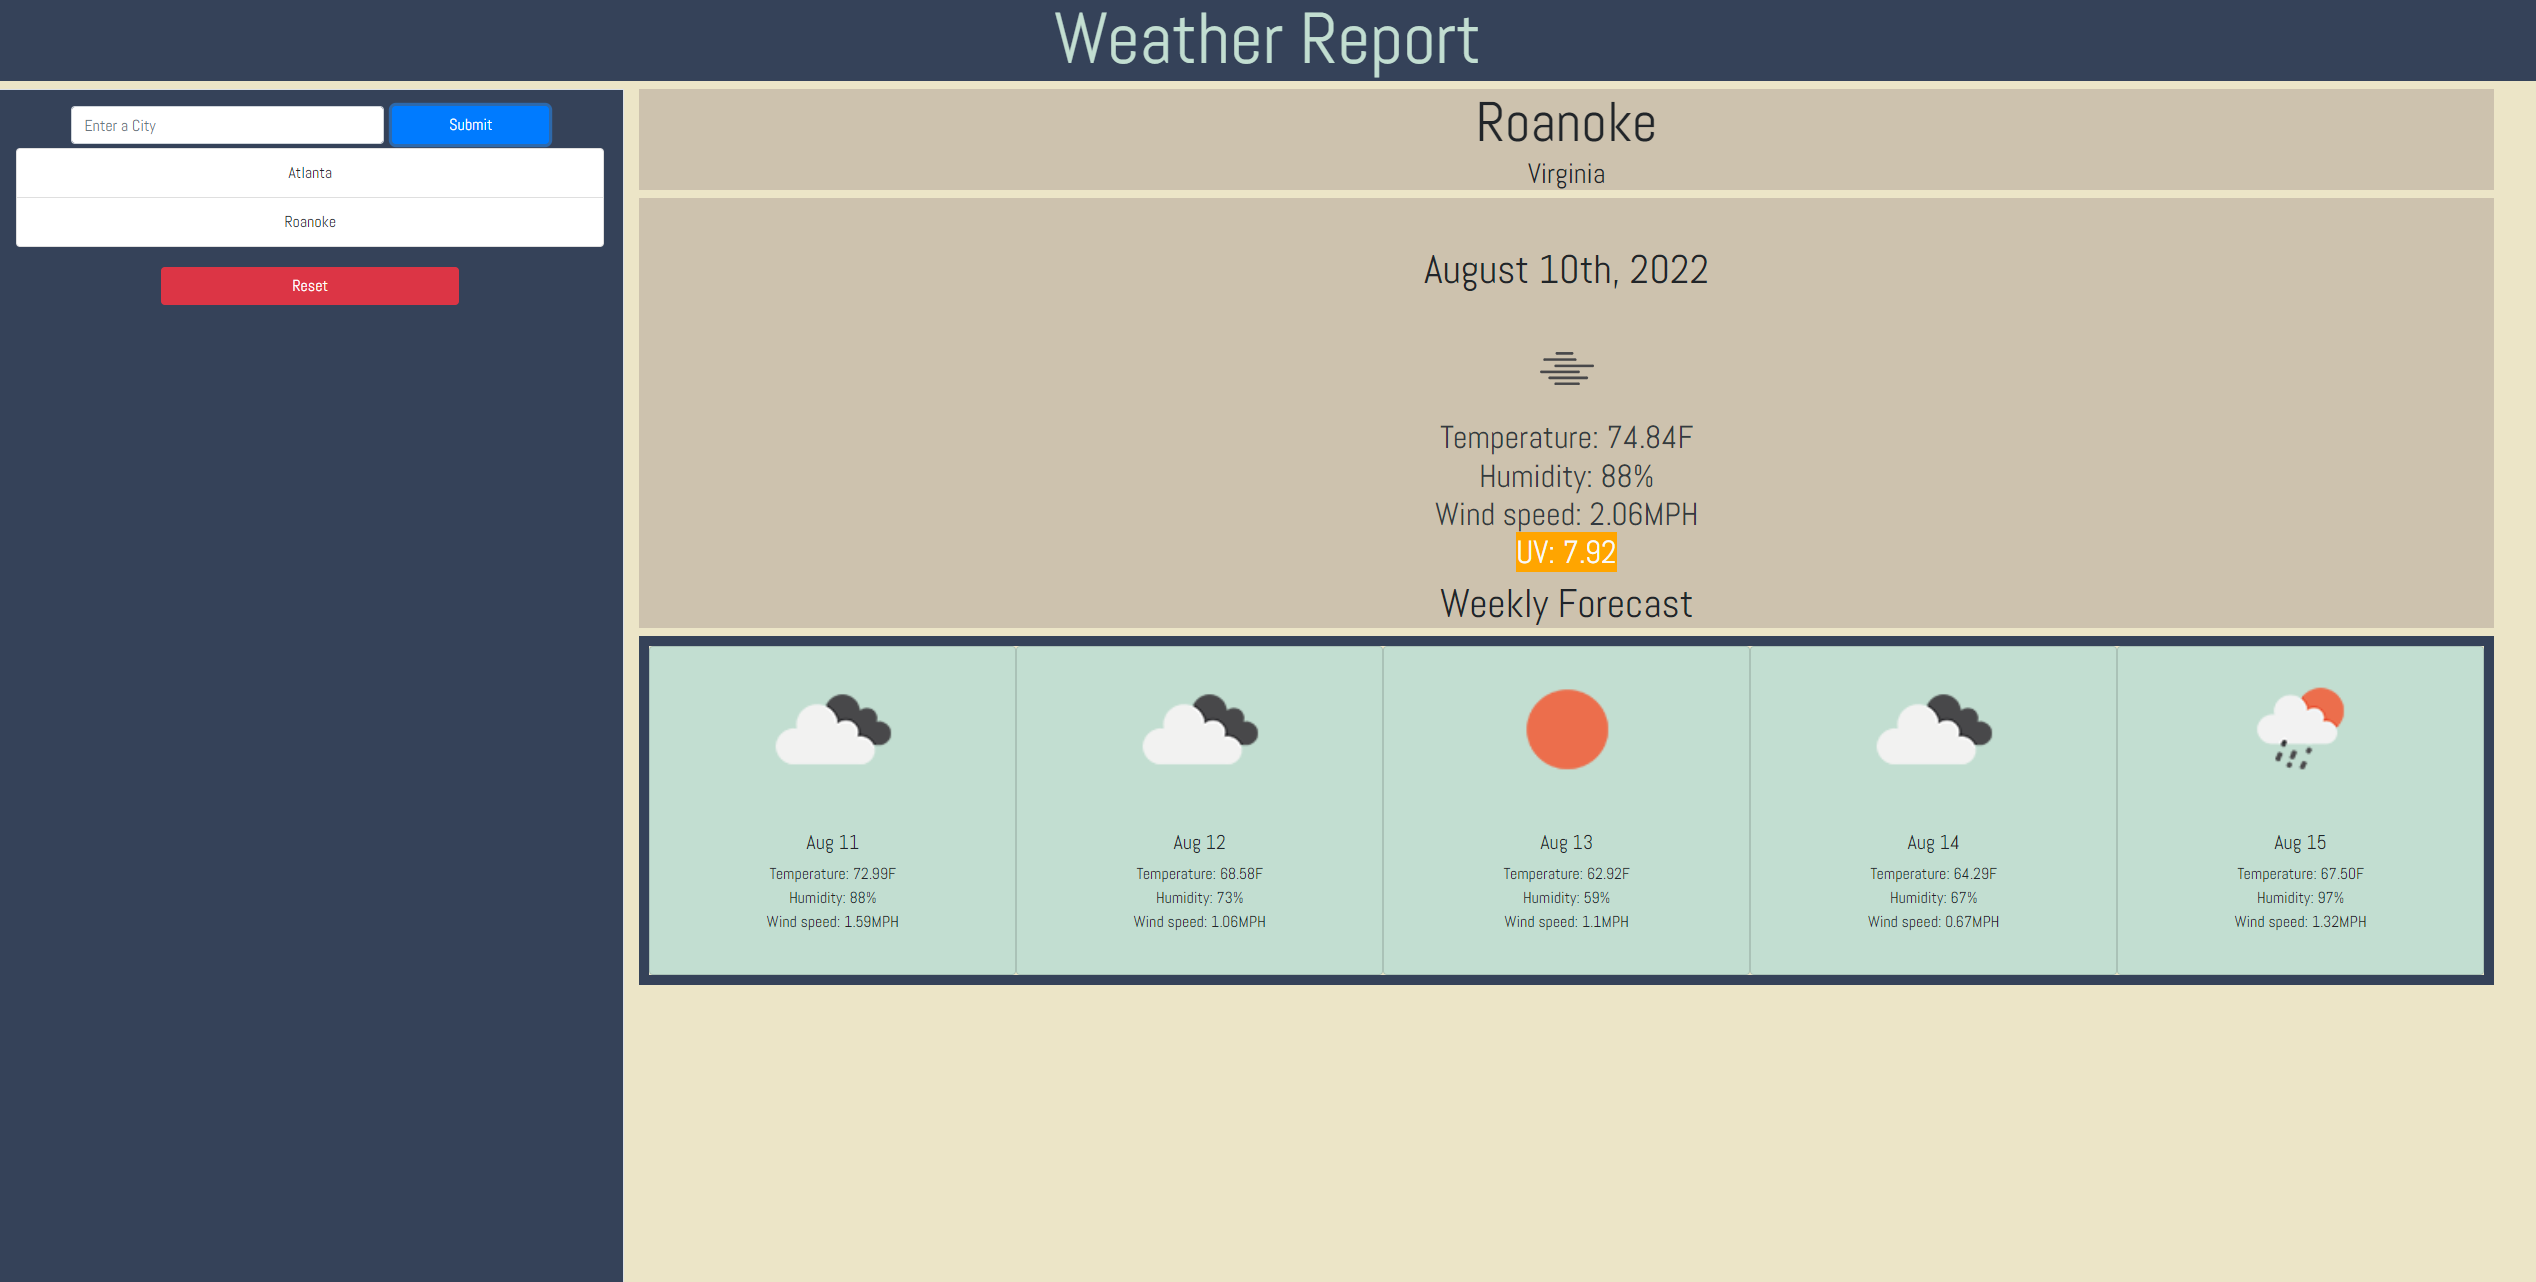 Weather Report
Enter a City
Submit
Atlanta
Roanoke
Reset
Roanoke
Virginia
August 10th, 2022
Temperature: 74.84F
Humidity: 88%
Wind speed: 2.06MPH
UV: 7.92
Weekly Forecast
Aug 11
Temperature: 72.99F
Humidity: 88%
Wind speed: 1.59MPH
Aug 12
Temperature: 68.58F
Humidity: 73%
Wind speed: 1.06MPH
Aug 13
Temperature: 62.92F
Humidity: 59%
Wind speed: 1.1MPH
Aug 14
Temperature: 64.29F
Humidity: 67%
Wind speed: 0.67MPH
Aug 15
Temperature: 67.50F
Humidity: 97%
Wind speed: 1.32MPH